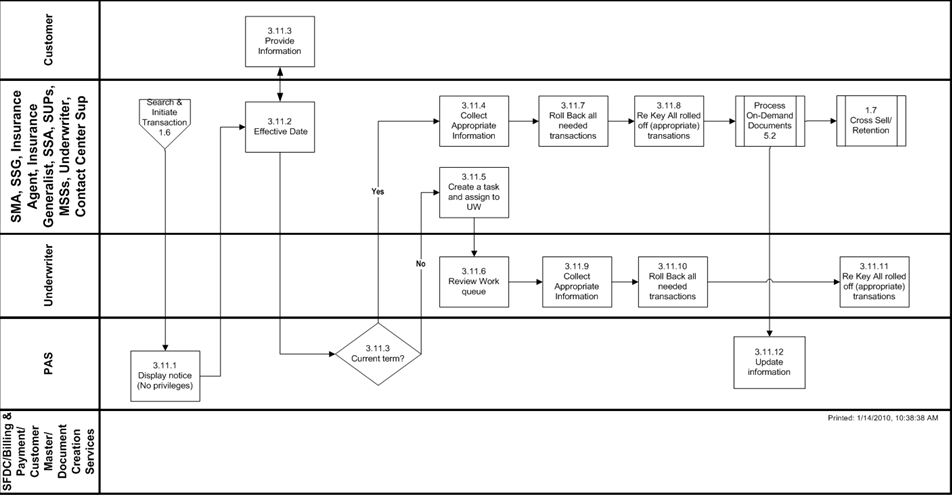 Customer
3.11.3
Provide
Information
SMA, SSG, Insurance
Agent, Insurance
Generalist, SSA, SUPs,
MSSs, Underwriter,
Contact Center Sup
Search &
Initiate
Transaction
1.6
3.11.2
Effective Date
3.11.4
Collect
Appropriate
Information
3.11.7
Roll Back all
needed
transactions
3.11.8
Re Key All rolled
off (appropriate)
transations
Process
On-Demand
Documents
5.2
1.7
Cross Sell/
Retention
Yes
3.11.5
Create a task
and assign to
UW
No
Underwriter
3.11.6
Review Work
queue
3.11.9
Collect
Appropriate
Information
3.11.10
Roll Back all
needed
transactions
3.11.11
Re Key All rolled
off (appropriate)
transations
PAS
3.11.1
Display notice
(No privileges)
3.11.3
Current term?
3.11.12
Update
information
SFDC/Billing &
Payment/
Customer
Master/
Document
Creation
Services
Printed: 1/14/2010, 10:38:38 AM